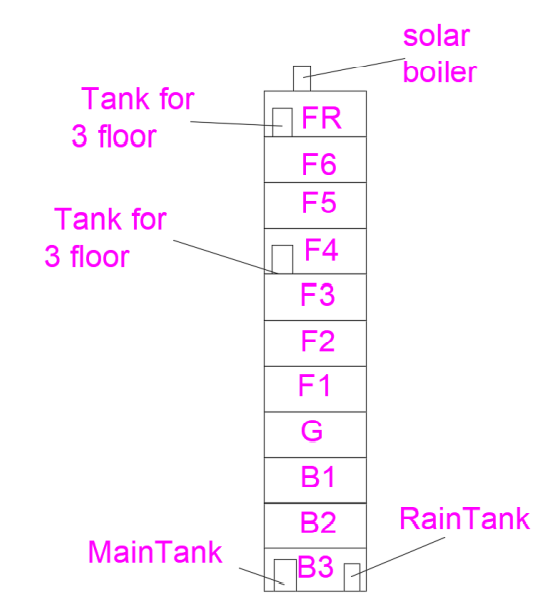 solar
boiler
Tank for
3 floor
FR
F6
F5
Tank for
3 floor
F4
F3
F2
F1
G
B1
B2
RainTank
MainTank
B3